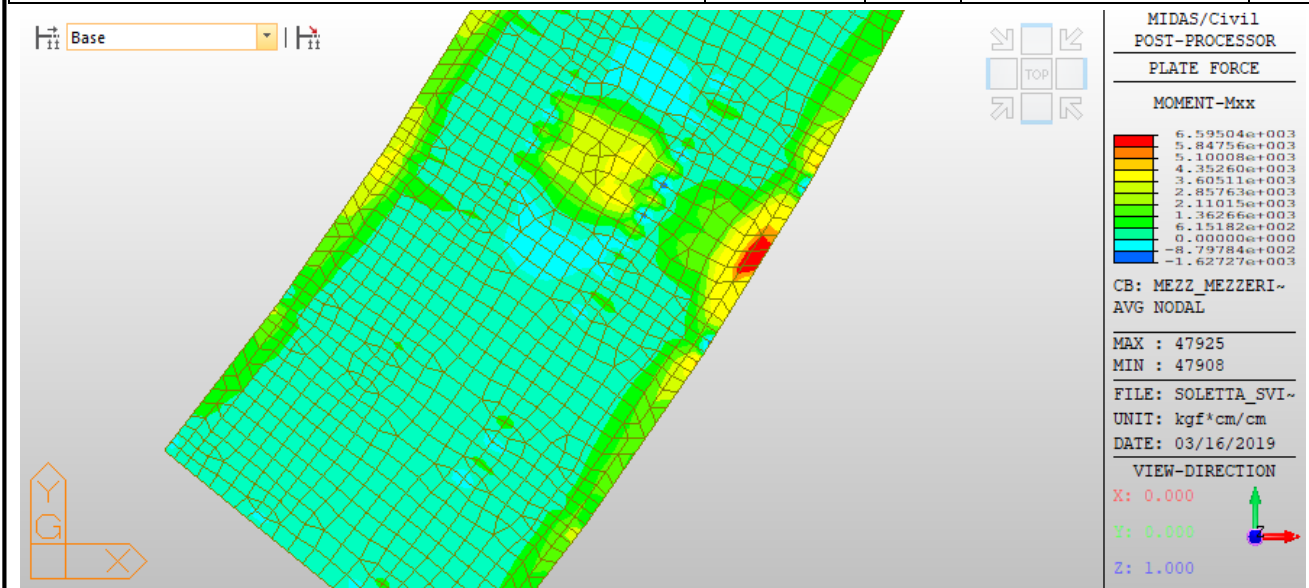 Base
TOP
G
Y
X
MIDAS/Civil
POST-PROCESSOR
PLATE FORCE
MOMENT-Mxx
6.59504e+003
5.84756e+003
5.10008e+003
4.35260e+003
3.60511e+003
2.85763e+003
2.11015e+003
1.36266e+003
6.15182e+002
0.00000e+000
-8.79784e+002
-1.62727e+003
CB: MEZZ_MEZZERI~
AVG NODAL
MAX : 47925
MIN : 47908
FILE: SOLETTA_SVI~
UNIT: kgf*cm/cm
DATE: 03/16/2019
VIEW-DIRECTION
X: 0.000
Y: 0.000
Z: 1.000
Z